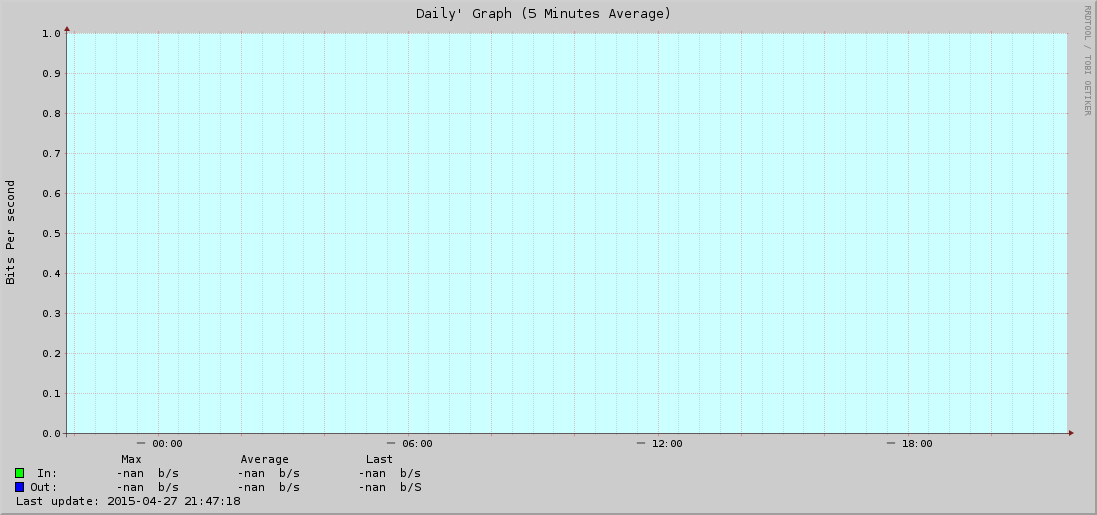 Daily' Graph (5 Minutes Average)
RRDTOOL / TOBI OETIKER
Bits Per second
1.0
0.9
0.8
0.7
0.6
0.5
0.4
0.3
0.2
0.1
0.0
00:00 06:00 12:00 18:00
Max Average Last
In: -nan b/s -nan b/s -nan b/s
Out: -nan b/s -nan b/s -nan b/S
Last update: 2015-04-27 21:47:18